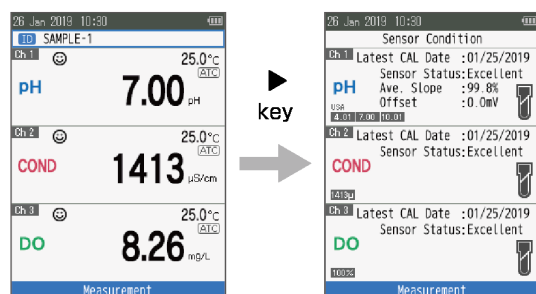 26 Jan 2019 10:30
ID SAMPLE-1
Ch 1
25.0°C
ATC
pH
7.00 pH
Ch 2
25.0°C
ATC
COND
1413 µS/cm
Ch 3
25.0°C
ATC
DO
8.26 mg/L
Measurement
key
26 Jan 2019 10:30
Sensor Condition
Ch 1 Latest CAL Date :01/25/2019
Sensor Status:Excellent
pH Ave. Slope :99.8%
Offset :0.0mV
USA
4.01 7.00 10.01
Ch 2 Latest CAL Date :01/25/2019
Sensor Status:Excellent
COND
1413µ
Ch 3 Latest CAL Date :01/25/2019
Sensor Status:Excellent
DO
100%
Measurement